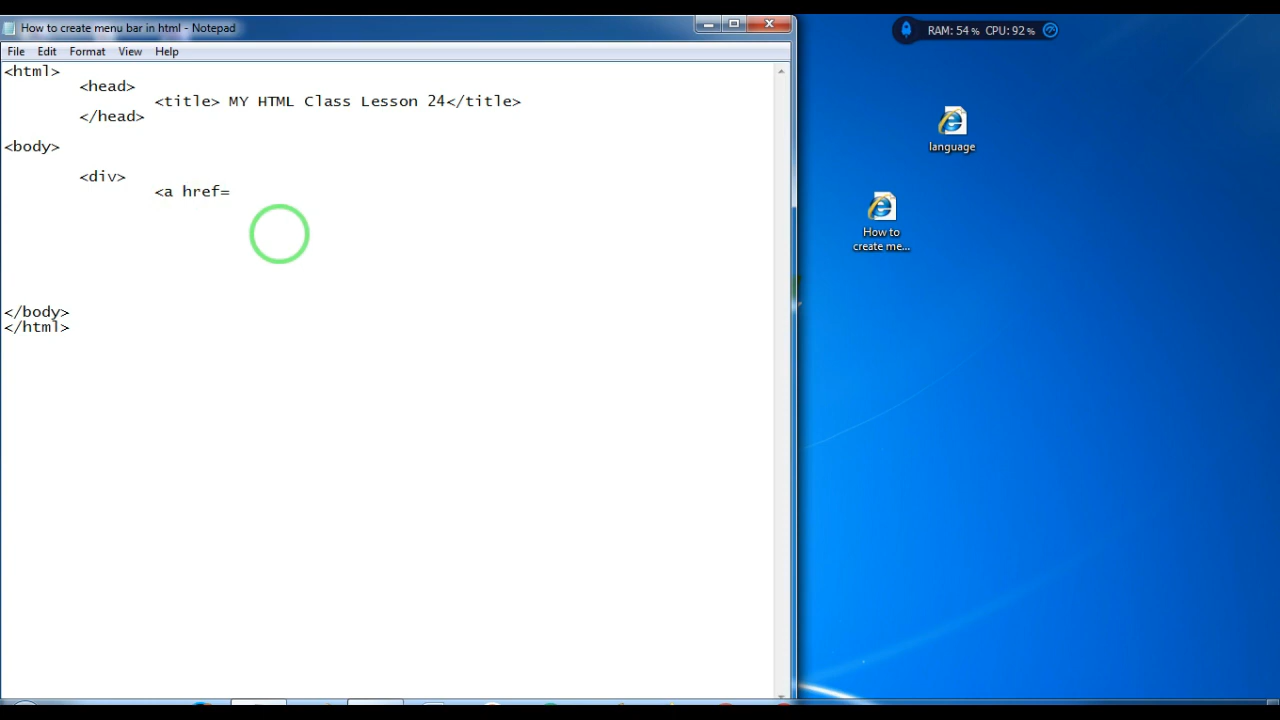 How to create menu bar in html - Notepad
File Edit Format View Help
<html>
<head>
<title> MY HTML Class Lesson 24</title>
</head>
<body>
<div>
<a href=
</body>
</html>
RAM: 54% CPU: 92%
language
How to
create me...